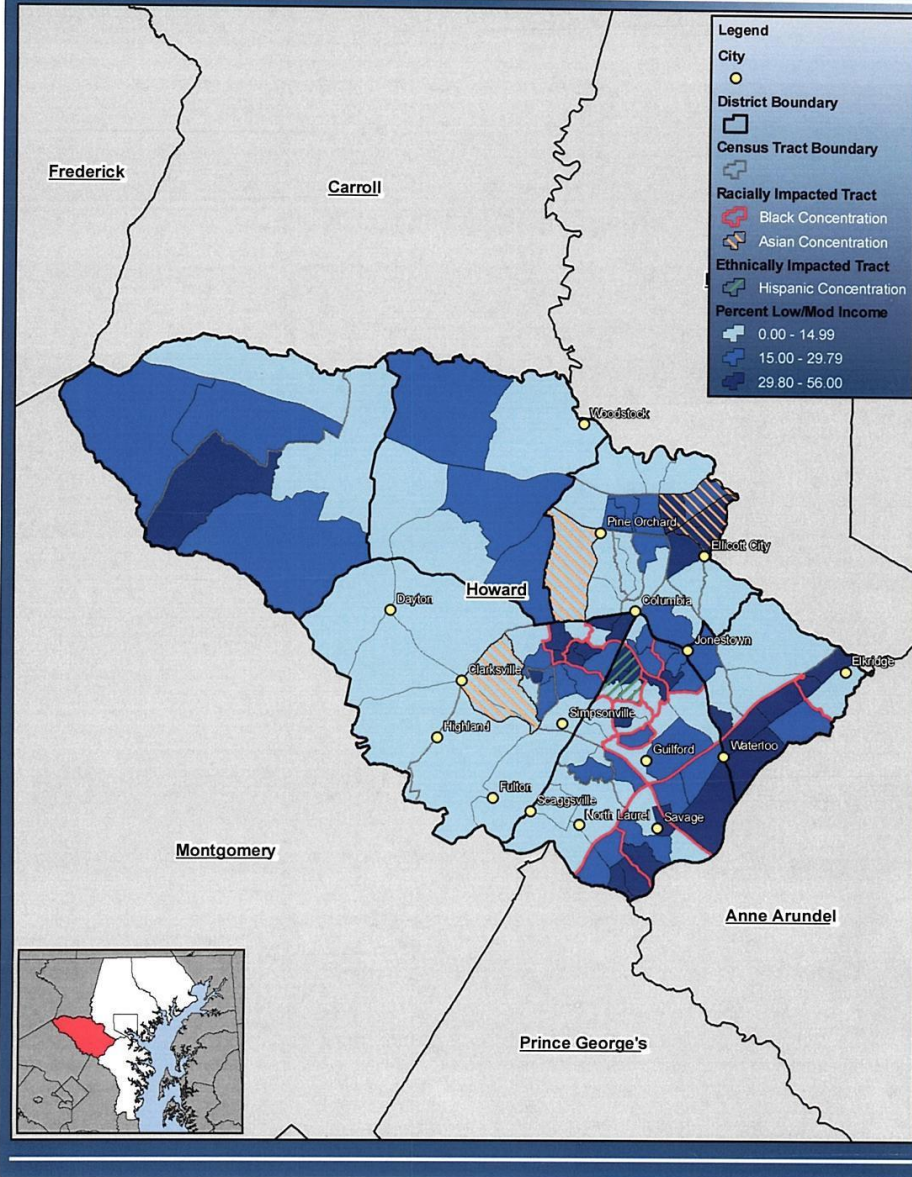 Legend
City
District Boundary
Census Tract Boundary
Racially Impacted Tract
Black Concentration
Asian Concentration
Ethnically Impacted Tract
Hispanic Concentration
Percent Low/Mod Income
0.00 - 14.99
15.00 - 29.79
29.80 - 56.00
Frederick
Carroll
Woodstock
Pine Orchard
Ellicott City
Howard
Dayton
Columbia
Jonestown
Elkridge
Clarksville
Simpsonville
Highland
Guilford
Waterloo
Fulton
Scaggsville
North Laurel
Savage
Montgomery
Anne Arundel
Prince George's